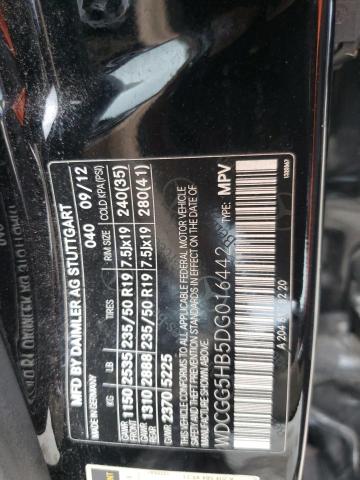 MFD BY DAIMLER AG STUTTGART
MADE IN GERMANY 040 09/12
KG LB TIRES RIM SIZE COLD KPA(PSI)
GAWR 1150 2535 235/50 R19 7.5Jx19 240(35)
GAWR 1310 2888 235/50 R19 7.5Jx19 280(41)
GVWR 2370 5225
THIS VEHICLE CONFORMS TO ALL APPLICABLE FEDERAL MOTOR VEHICLE
SAFETY, BUMPER AND THEFT PREVENTION STANDARDS IN EFFECT ON THE DATE OF
MANUFACTURE SHOWN ABOVE.
WDCGG5HB5DG016442 TYPE: MPV
A 204 220